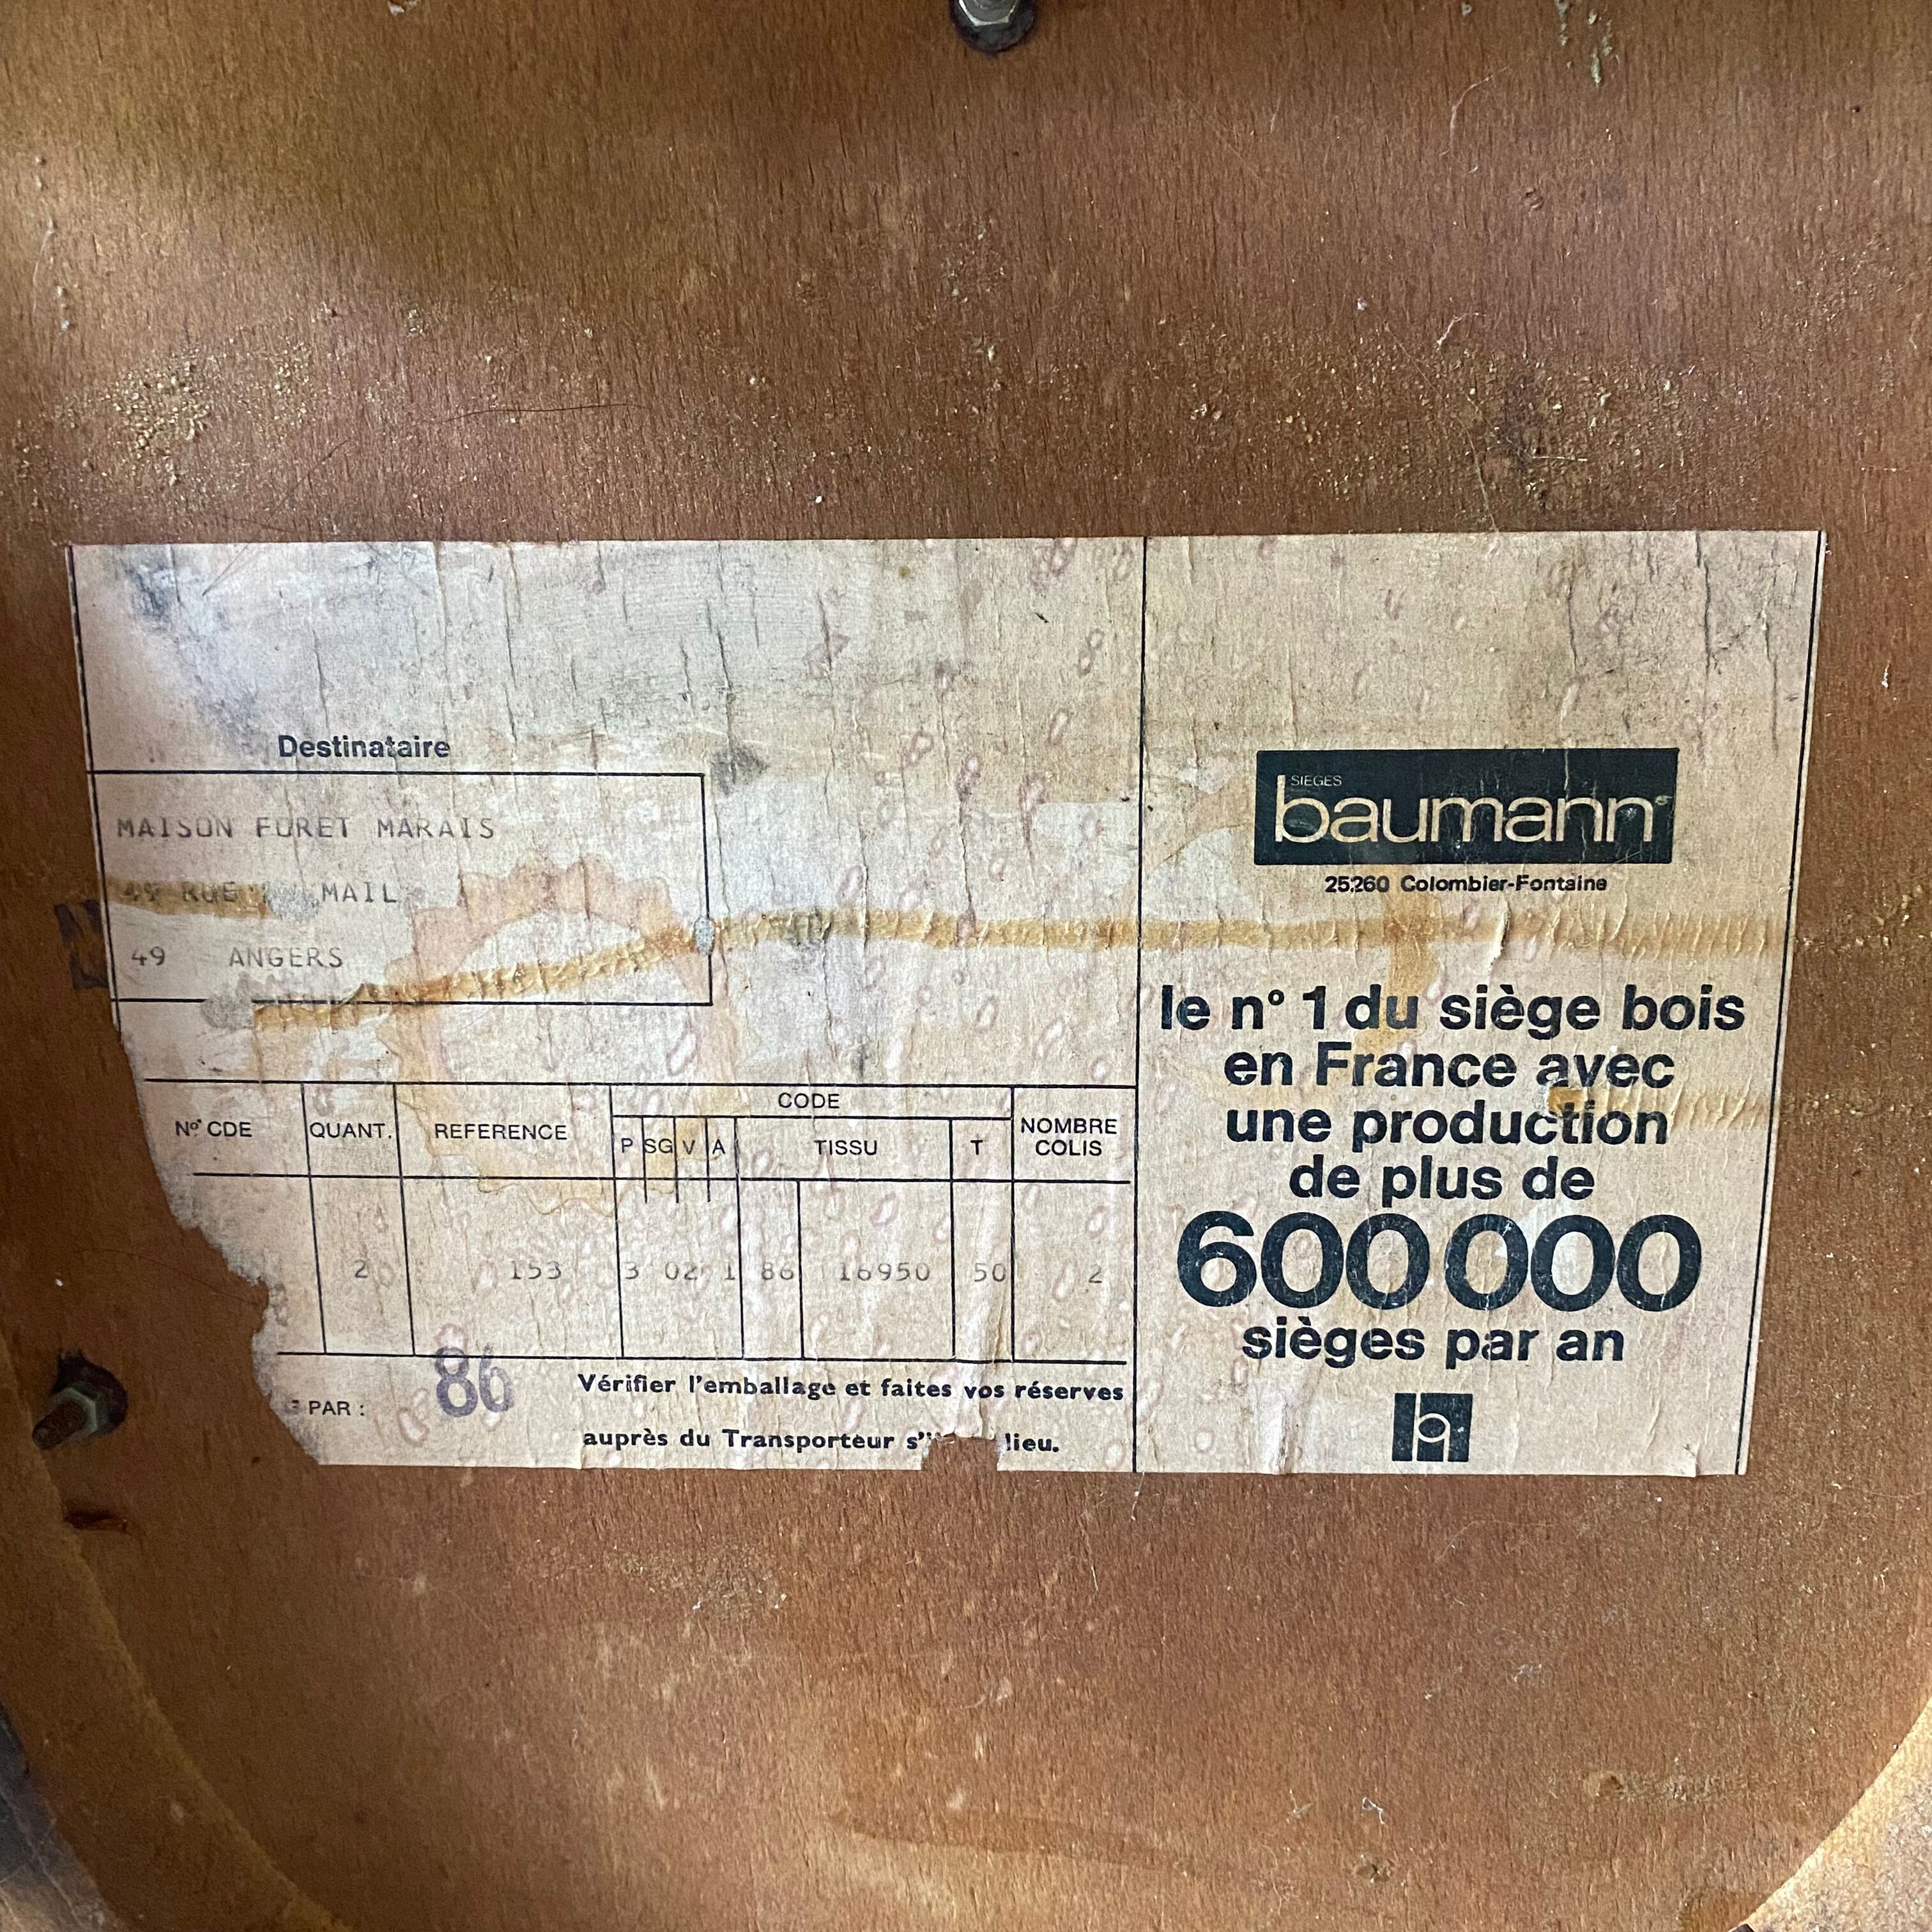 Destinataire
MAISON FORET MARAIS
49 RUE MAIL
49 ANGERS
CODE
N° CDE QUANT. REFERENCE P SG V A TISSU T NOMBRE COLIS
2 153 3 02 1 86 16950 50 2
PAR : 86
Vérifier l'emballage et faites vos réserves
auprès du Transporteur lieu.
SIEGES
baumann
25260 Colombier-Fontaine
le n° 1 du siège bois
en France avec
une production
de plus de
600 000
sièges par an